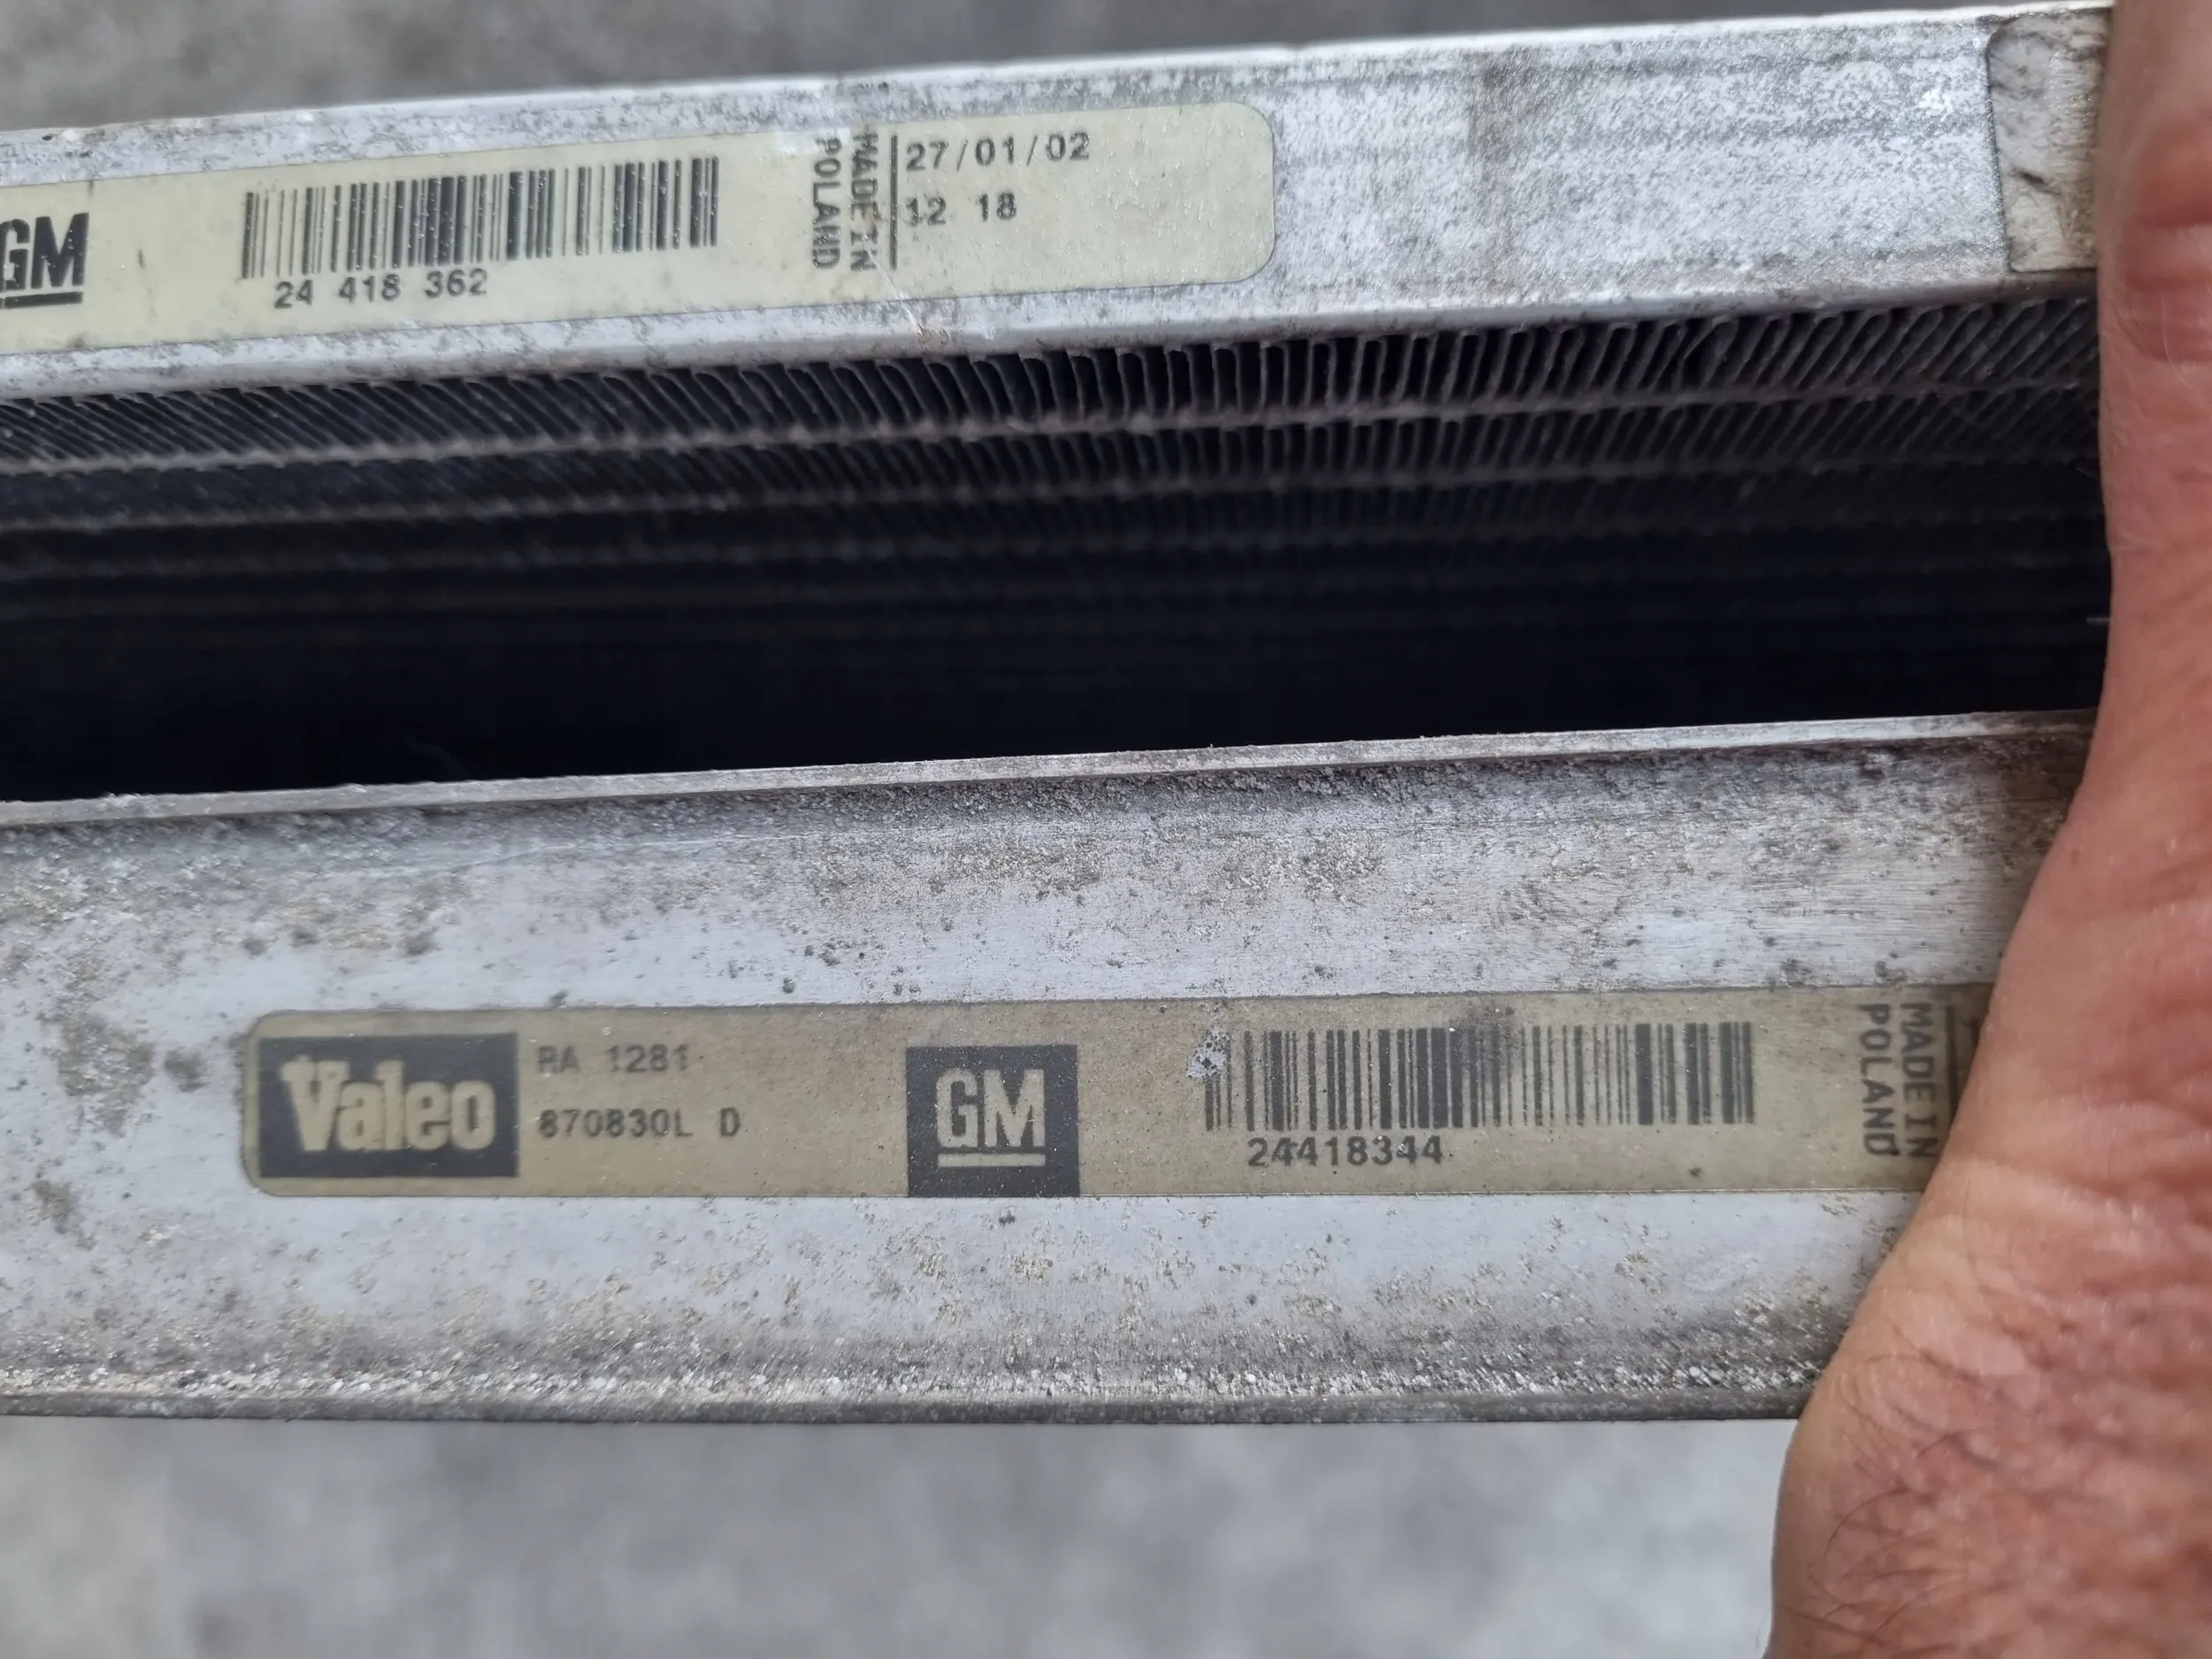 GM
24 418 362
MADE IN
POLAND
27/01/02
12 18
Valeo
RA 1281
870830L D
GM
24418344
MADE IN
POLAND